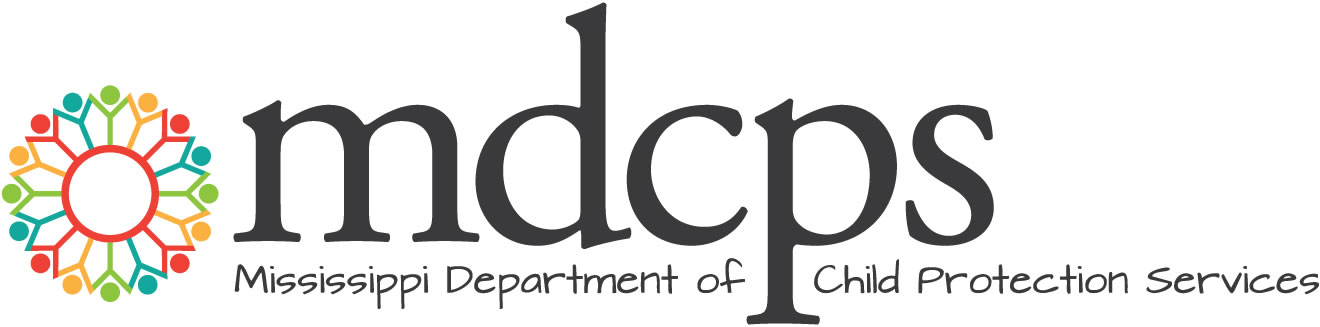 mdcps
Mississippi Department of Child Protection Services